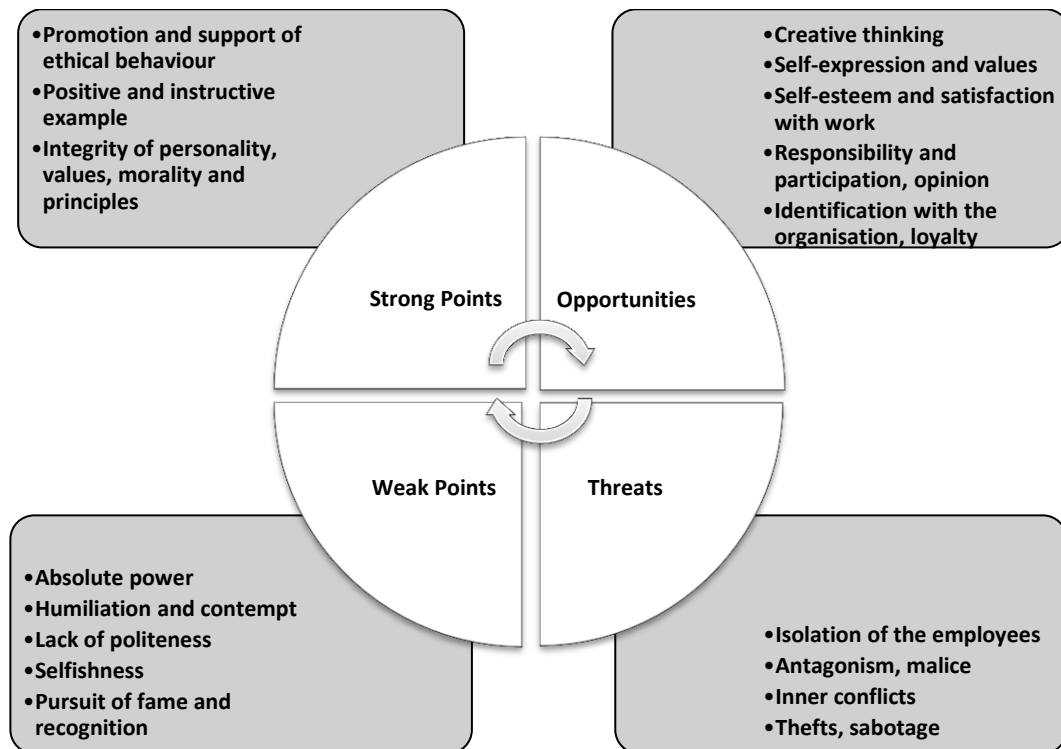 •Promotion and support of
ethical behaviour
•Positive and instructive
example
•Integrity of personality,
values, morality and
principles
•Creative thinking
•Self-expression and values
•Self-esteem and satisfaction
with work
•Responsibility and
participation, opinion
•Identification with the
organisation, loyalty
Strong Points
Opportunities
Weak Points
Threats
•Absolute power
•Humiliation and contempt
•Lack of politeness
•Selfishness
•Pursuit of fame and
recognition
•Isolation of the employees
•Antagonism, malice
•Inner conflicts
•Thefts, sabotage